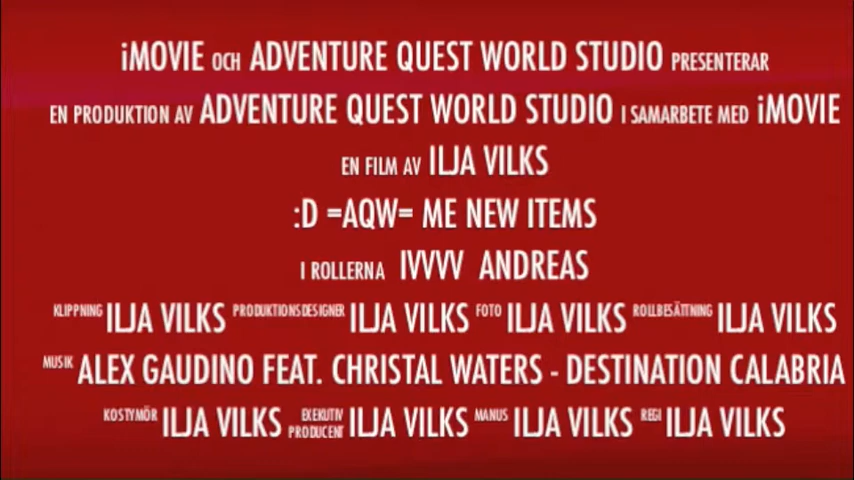 iMOVIE OCH ADVENTURE QUEST WORLD STUDIO PRESENTERAR
EN PRODUKTION AV ADVENTURE QUEST WORLD STUDIO I SAMARBETE MED iMOVIE
EN FILM AV ILJA VILKS
:D =AQW= ME NEW ITEMS
I ROLLERNA IVVVV ANDREAS
KLIPPNING ILJA VILKS PRODUKTIONSDESIGNER ILJA VILKS FOTO ILJA VILKS ROLLBESÄTTNING ILJA VILKS
MUSIK ALEX GAUDINO FEAT. CHRISTAL WATERS - DESTINATION CALABRIA
KOSTYMÖR ILJA VILKS EXEKUTIV PRODUCENT ILJA VILKS MANUS ILJA VILKS REGI ILJA VILKS